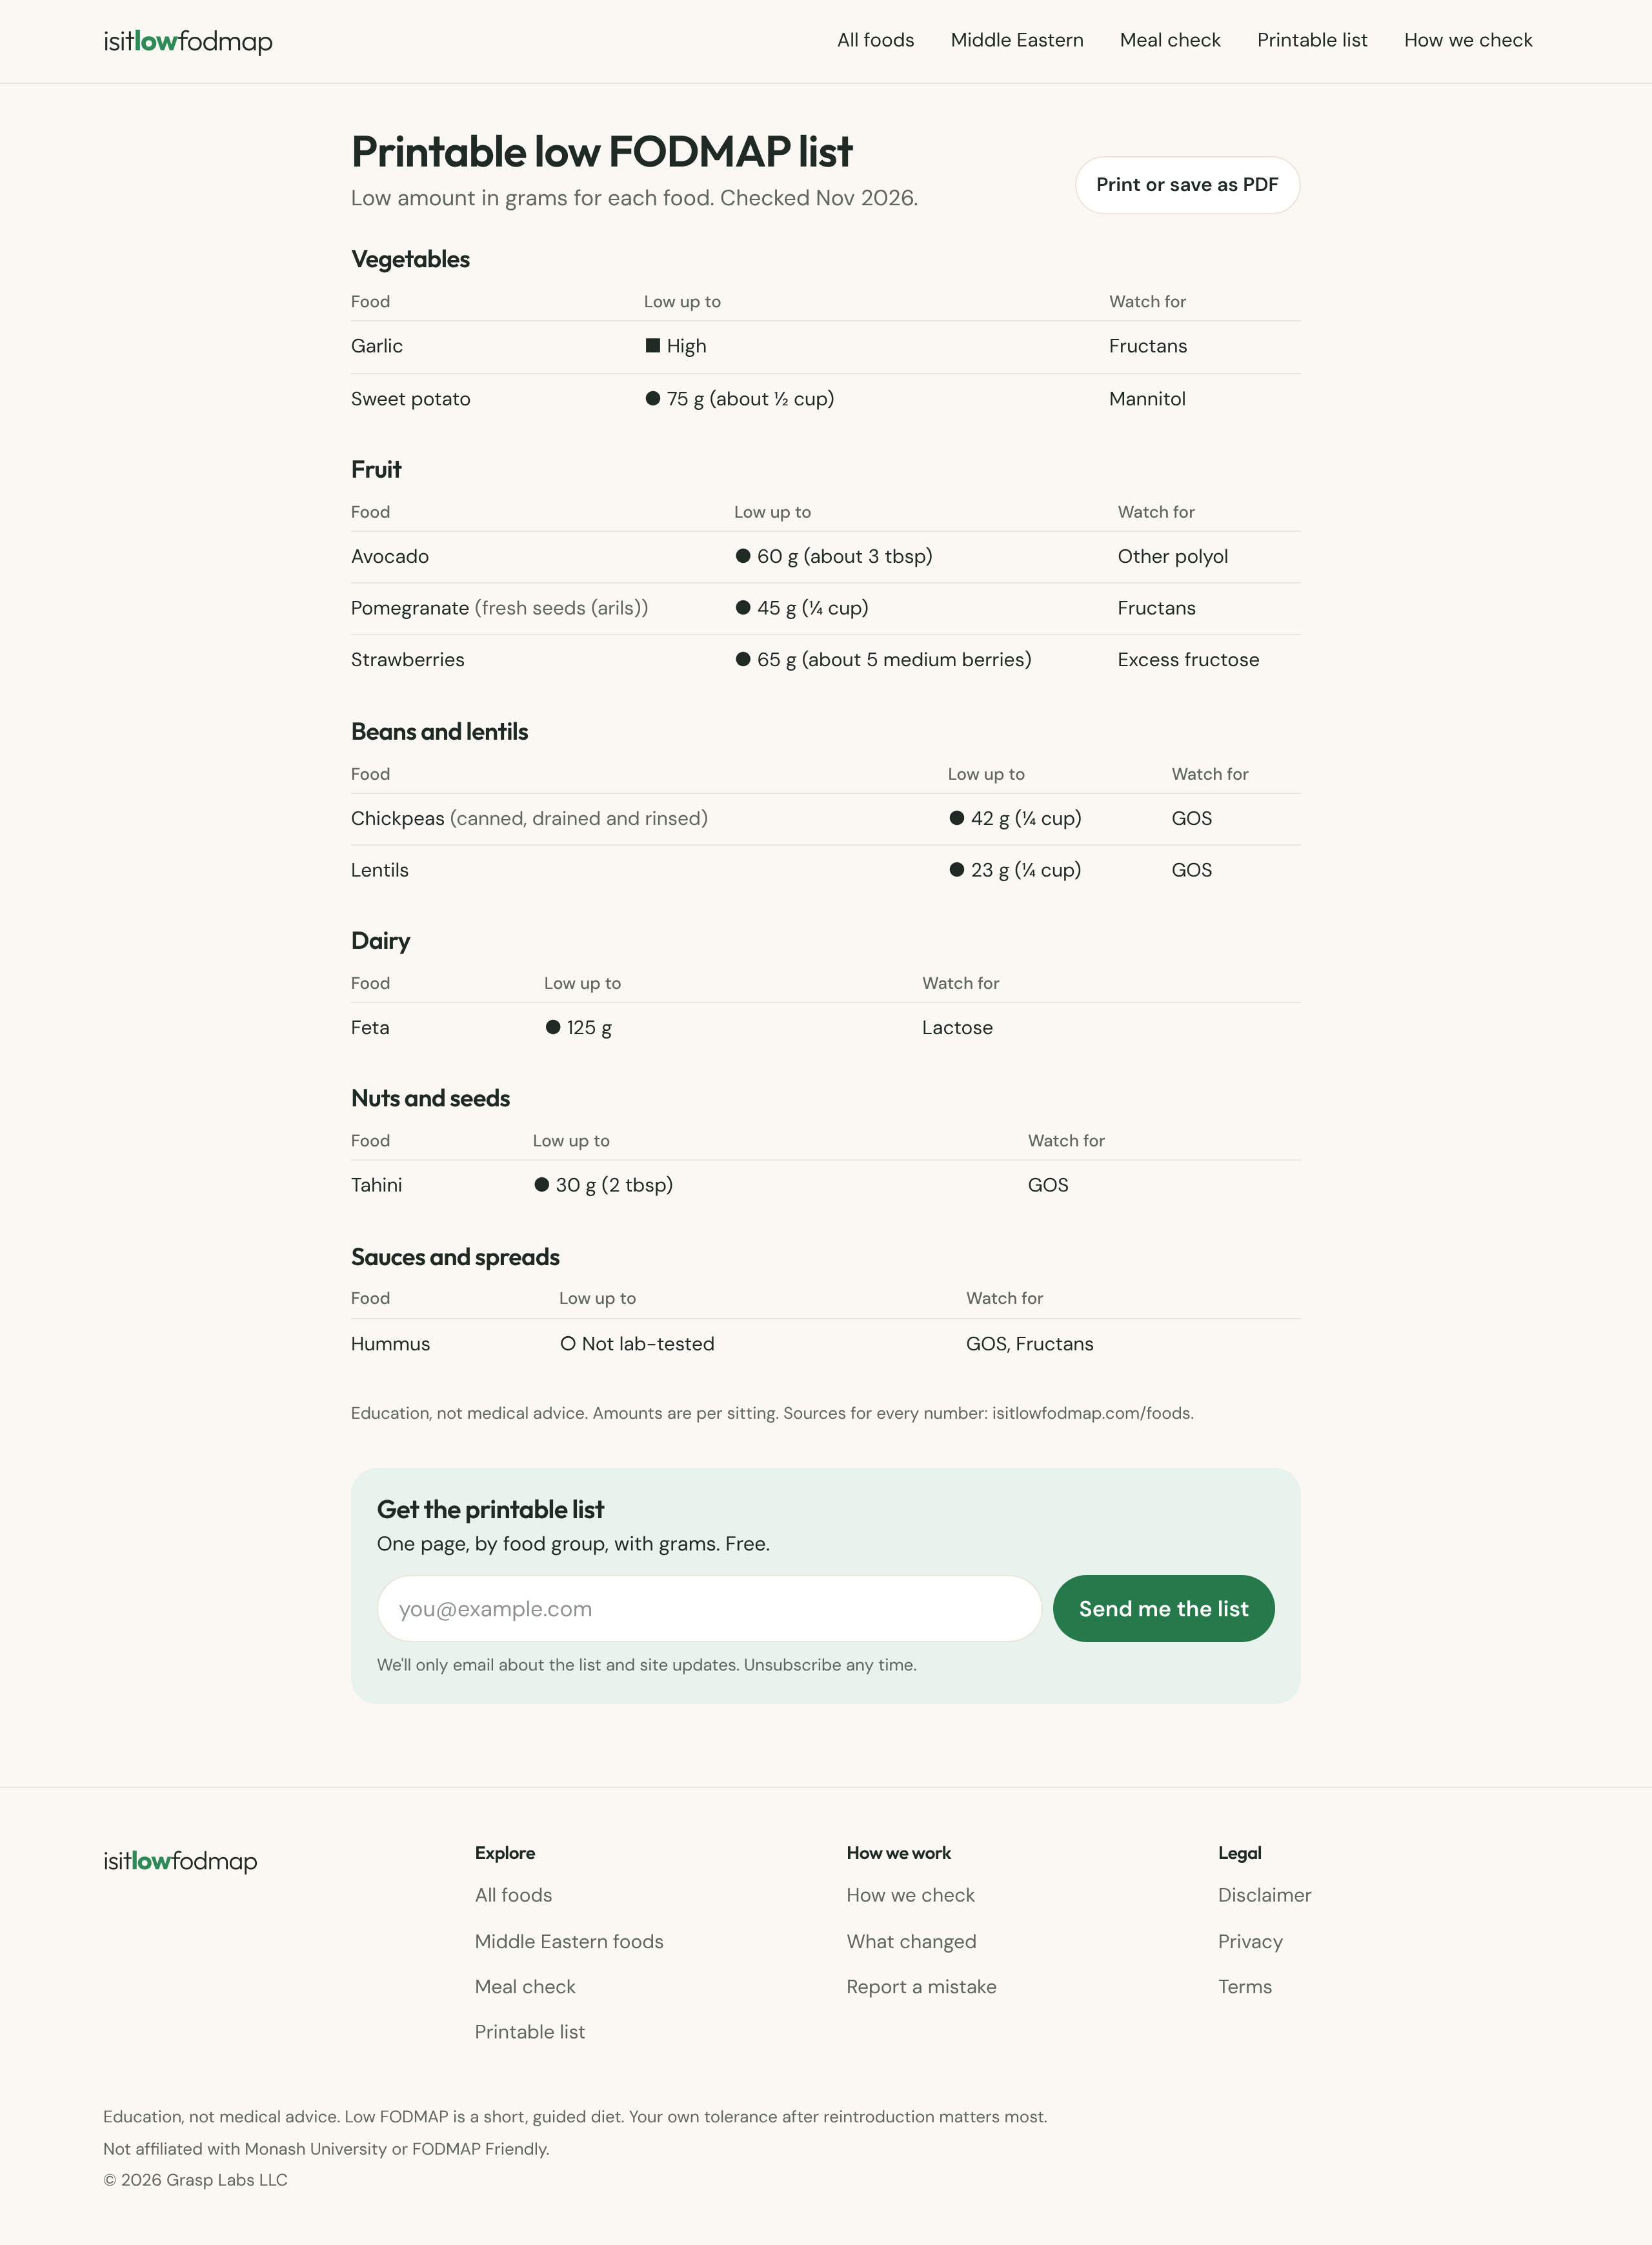 isitlowfodmap
All foods Middle Eastern Meal check Printable list How we check
Printable low FODMAP list
Low amount in grams for each food. Checked Nov 2026.
Print or save as PDF
Vegetables
Food Low up to Watch for
Garlic ■ High Fructans
Sweet potato ● 75 g (about ½ cup) Mannitol
Fruit
Food Low up to Watch for
Avocado ● 60 g (about 3 tbsp) Other polyol
Pomegranate (fresh seeds (arils)) ● 45 g (¼ cup) Fructans
Strawberries ● 65 g (about 5 medium berries) Excess fructose
Beans and lentils
Food Low up to Watch for
Chickpeas (canned, drained and rinsed) ● 42 g (¼ cup) GOS
Lentils ● 23 g (¼ cup) GOS
Dairy
Food Low up to Watch for
Feta ● 125 g Lactose
Nuts and seeds
Food Low up to Watch for
Tahini ● 30 g (2 tbsp) GOS
Sauces and spreads
Food Low up to Watch for
Hummus ○ Not lab-tested GOS, Fructans
Education, not medical advice. Amounts are per sitting. Sources for every number: isitlowfodmap.com/foods.
Get the printable list
One page, by food group, with grams. Free.
you@example.com
Send me the list
We'll only email about the list and site updates. Unsubscribe any time.
isitlowfodmap
Explore
All foods
Middle Eastern foods
Meal check
Printable list
How we work
How we check
What changed
Report a mistake
Legal
Disclaimer
Privacy
Terms
Education, not medical advice. Low FODMAP is a short, guided diet. Your own tolerance after reintroduction matters most.
Not affiliated with Monash University or FODMAP Friendly.
© 2026 Grasp Labs LLC